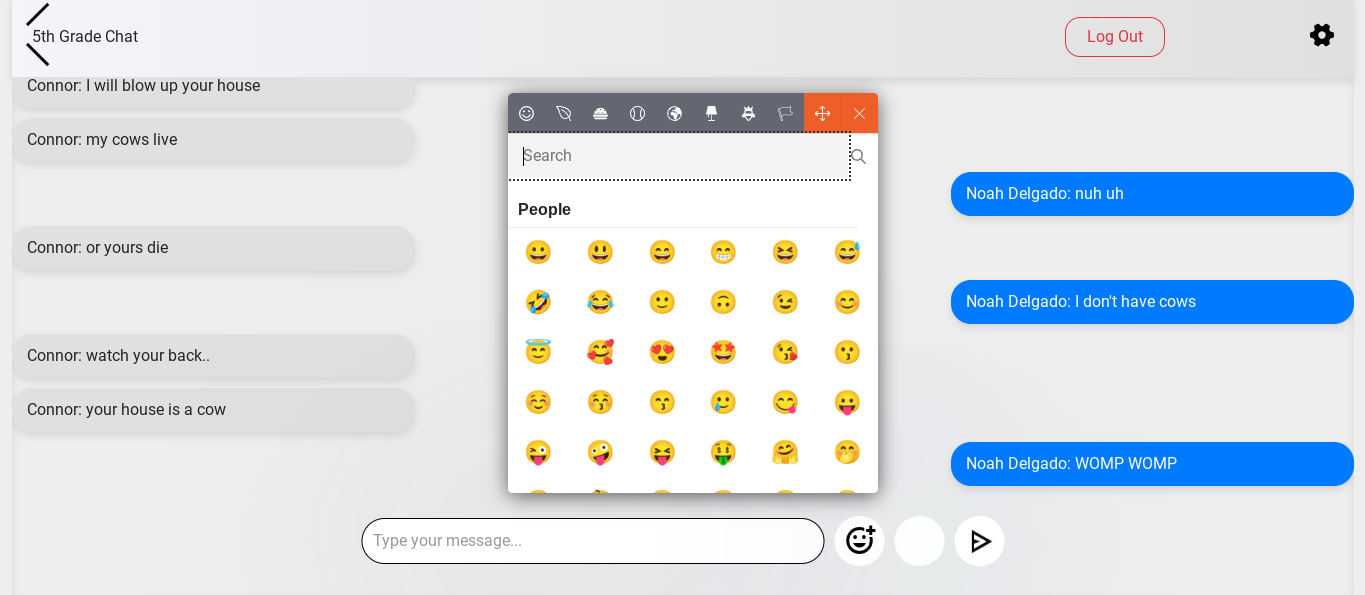 5th Grade Chat
Log Out
Connor: I will blow up your house
Connor: my cows live
Search
Noah Delgado: nuh uh
People
Connor: or yours die
Noah Delgado: I don't have cows
Connor: watch your back..
Connor: your house is a cow
Noah Delgado: WOMP WOMP
Type your message...